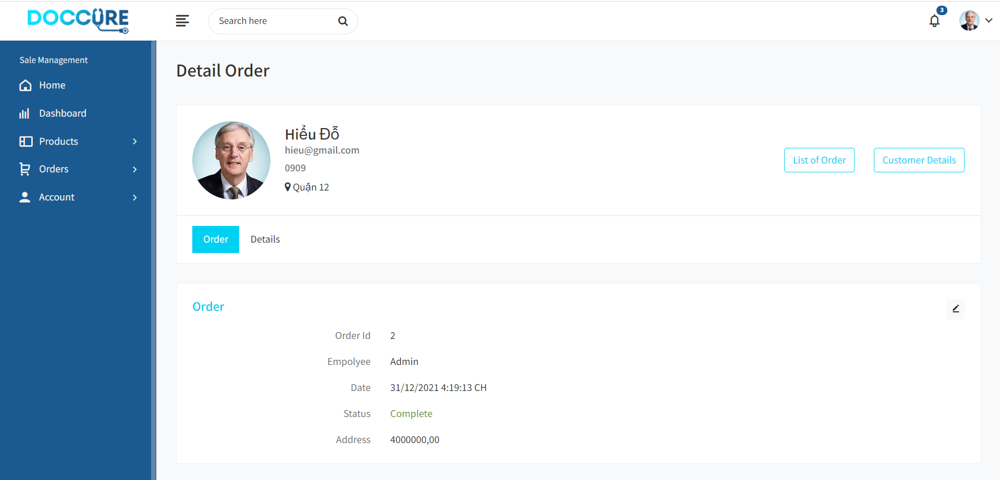 DOCCURE
Search here
3
Sale Management
Home
Dashboard
Products
Orders
Account
Detail Order
Hiểu Đỗ
hieu@gmail.com
0909
Quận 12
List of Order
Customer Details
Order
Details
Order
Order Id 2
Empolyee Admin
Date 31/12/2021 4:19:13 CH
Status Complete
Address 4000000,00